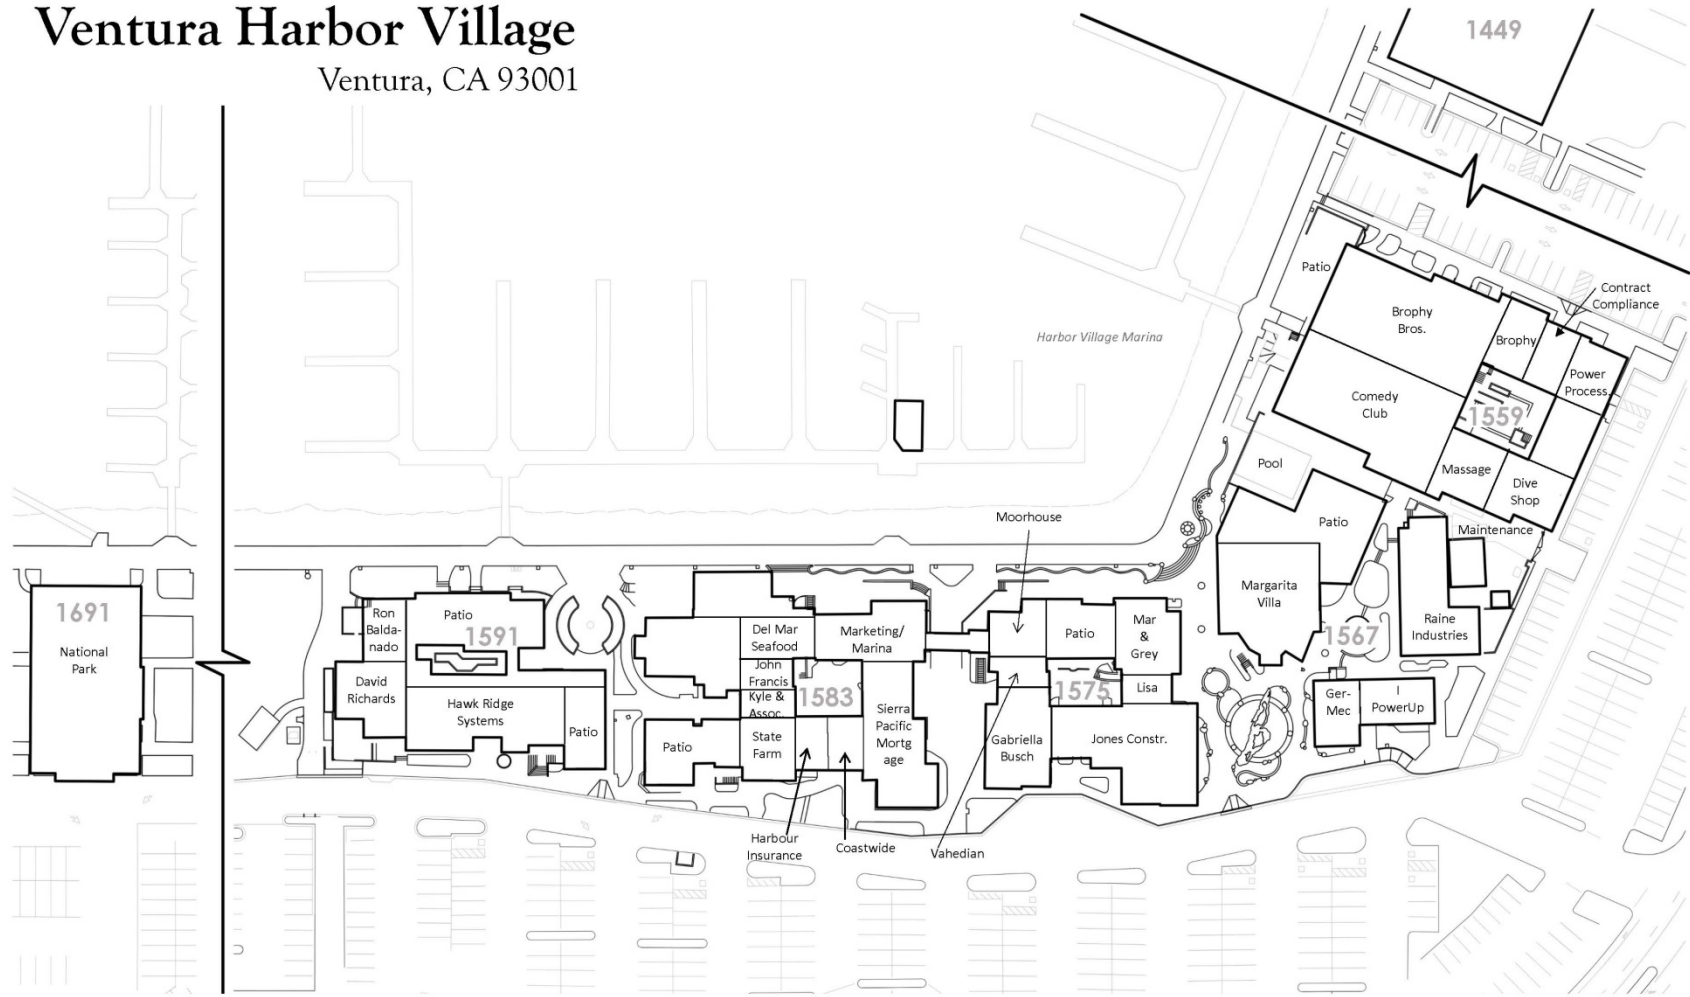 Ventura Harbor Village
Ventura, CA 93001
1449
Patio
Contract
Compliance
Brophy
Bros.
Brophy
Harbor Village Marina
Power
Process.
Comedy
Club
1559
Pool
Massage
Dive
Shop
Moorhouse
Patio
Maintenance
1691
National
Park
Ron
Balda-
nado
Patio
1591
Del Mar
Seafood
Marketing/
Marina
Patio
Mar
&
Grey
Margarita
Villa
Raine
Industries
1567
David
Richards
Hawk Ridge
Systems
Patio
John
Francis
Kyle &
Assoc.
1583
1575
Lisa
Ger-
Mec
I
PowerUp
Sierra
Pacific
Mortg
age
Patio
State
Farm
Gabriella
Busch
Jones Constr.
Harbour
Insurance
Coastwide
Vahedian